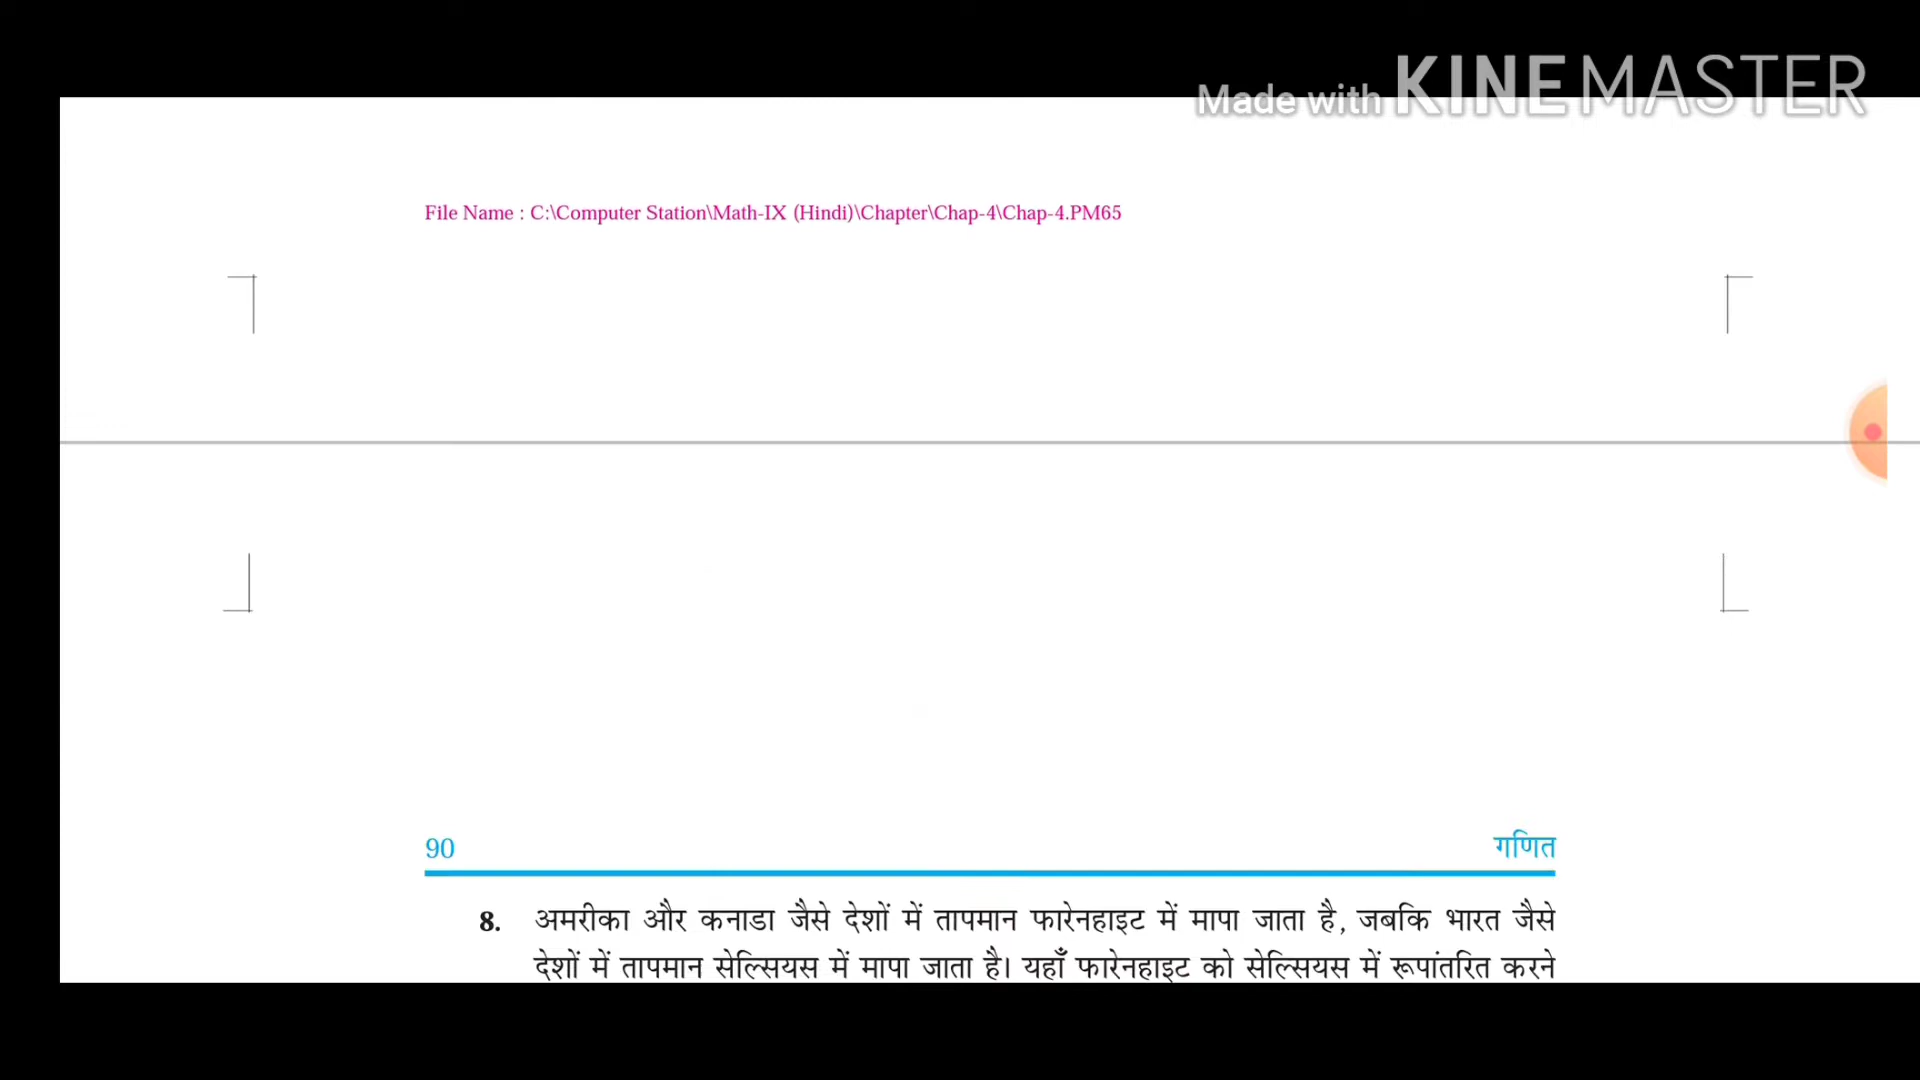 Made with KINEMASTER
File Name : C:\Computer Station\Math-IX (Hindi)\Chapter\Chap-4\Chap-4.PM65
90 गणित
8. अमरीका और कनाडा जैसे देशों में तापमान फारेनहाइट में मापा जाता है, जबकि भारत जैसे
देशों में तापमान सेल्सियस में मापा जाता है। यहाँ फारेनहाइट को सेल्सियस में रूपांतरित करने